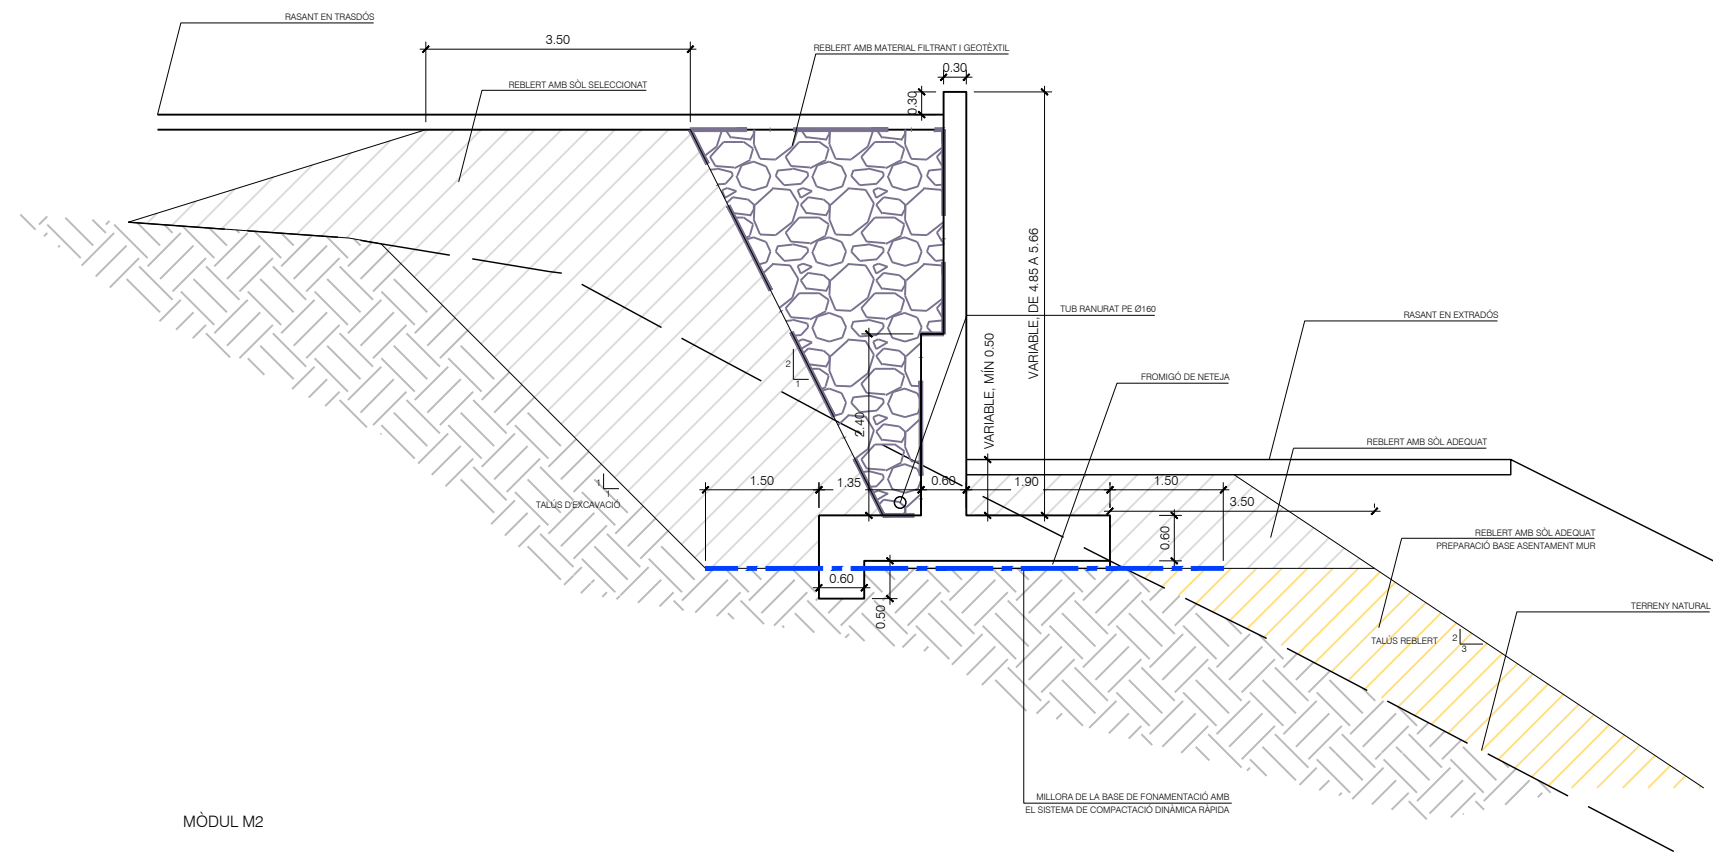 RASANT EN TRASDÓS
3.50
REBLERT AMB MATERIAL FILTRANT I GEOTÈXTIL
0.30
REBLERT AMB SÒL SELECCIONAT
0.30
VARIABLE, DE 4.85 A 5.66
TUB RANURAT PE Ø160
RASANT EN EXTRADÓS
VARIABLE, MÍN 0.50
2
1
FROMIGÓ DE NETEJA
2.40
REBLERT AMB SÒL ADEQUAT
1
1
TALÚS D'EXCAVACIÓ
1.50
1.35
0.60
1.90
1.50
3.50
0.60
REBLERT AMB SÒL ADEQUAT
PREPARACIÓ BASE ASENTAMENT MUR
0.60
0.50
TERRENY NATURAL
TALÚS REBLERT
2
3
MILLORA DE LA BASE DE FONAMENTACIÓ AMB
EL SISTEMA DE COMPACTACIÓ DINÀMICA RÀPIDA
MÒDUL M2